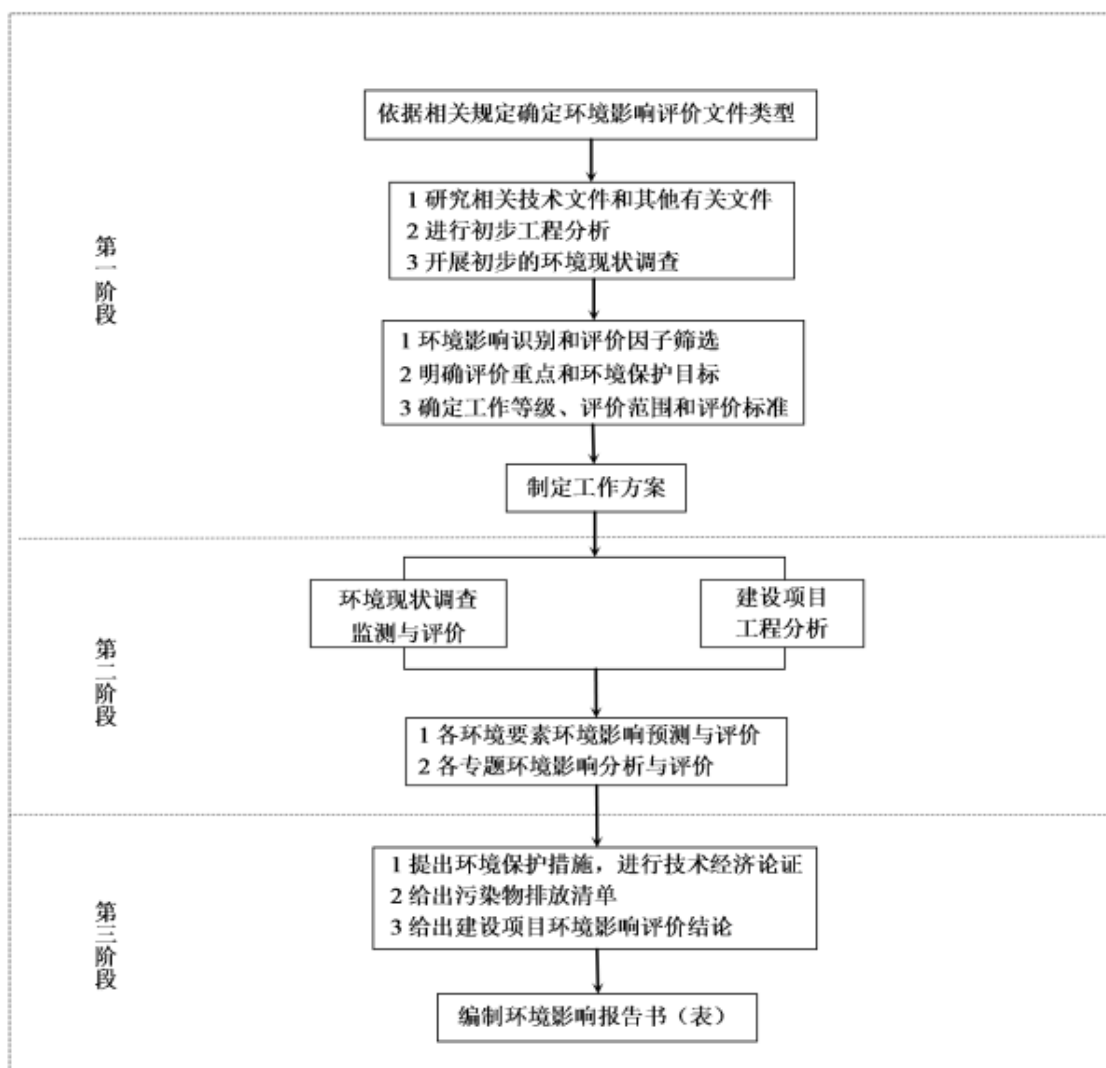 依据相关规定确定环境影响评价文件类型
1 研究相关技术文件和其他有关文件
2 进行初步工程分析
3 开展初步的环境现状调查
第一阶段
1 环境影响识别和评价因子筛选
2 明确评价重点和环境保护目标
3 确定工作等级、评价范围和评价标准
制定工作方案
环境现状调查
监测与评价
建设项目
工程分析
第二阶段
1 各环境要素环境影响预测与评价
2 各专题环境影响分析与评价
1 提出环境保护措施，进行技术经济论证
2 给出污染物排放清单
3 给出建设项目环境影响评价结论
第三阶段
编制环境影响报告书（表）